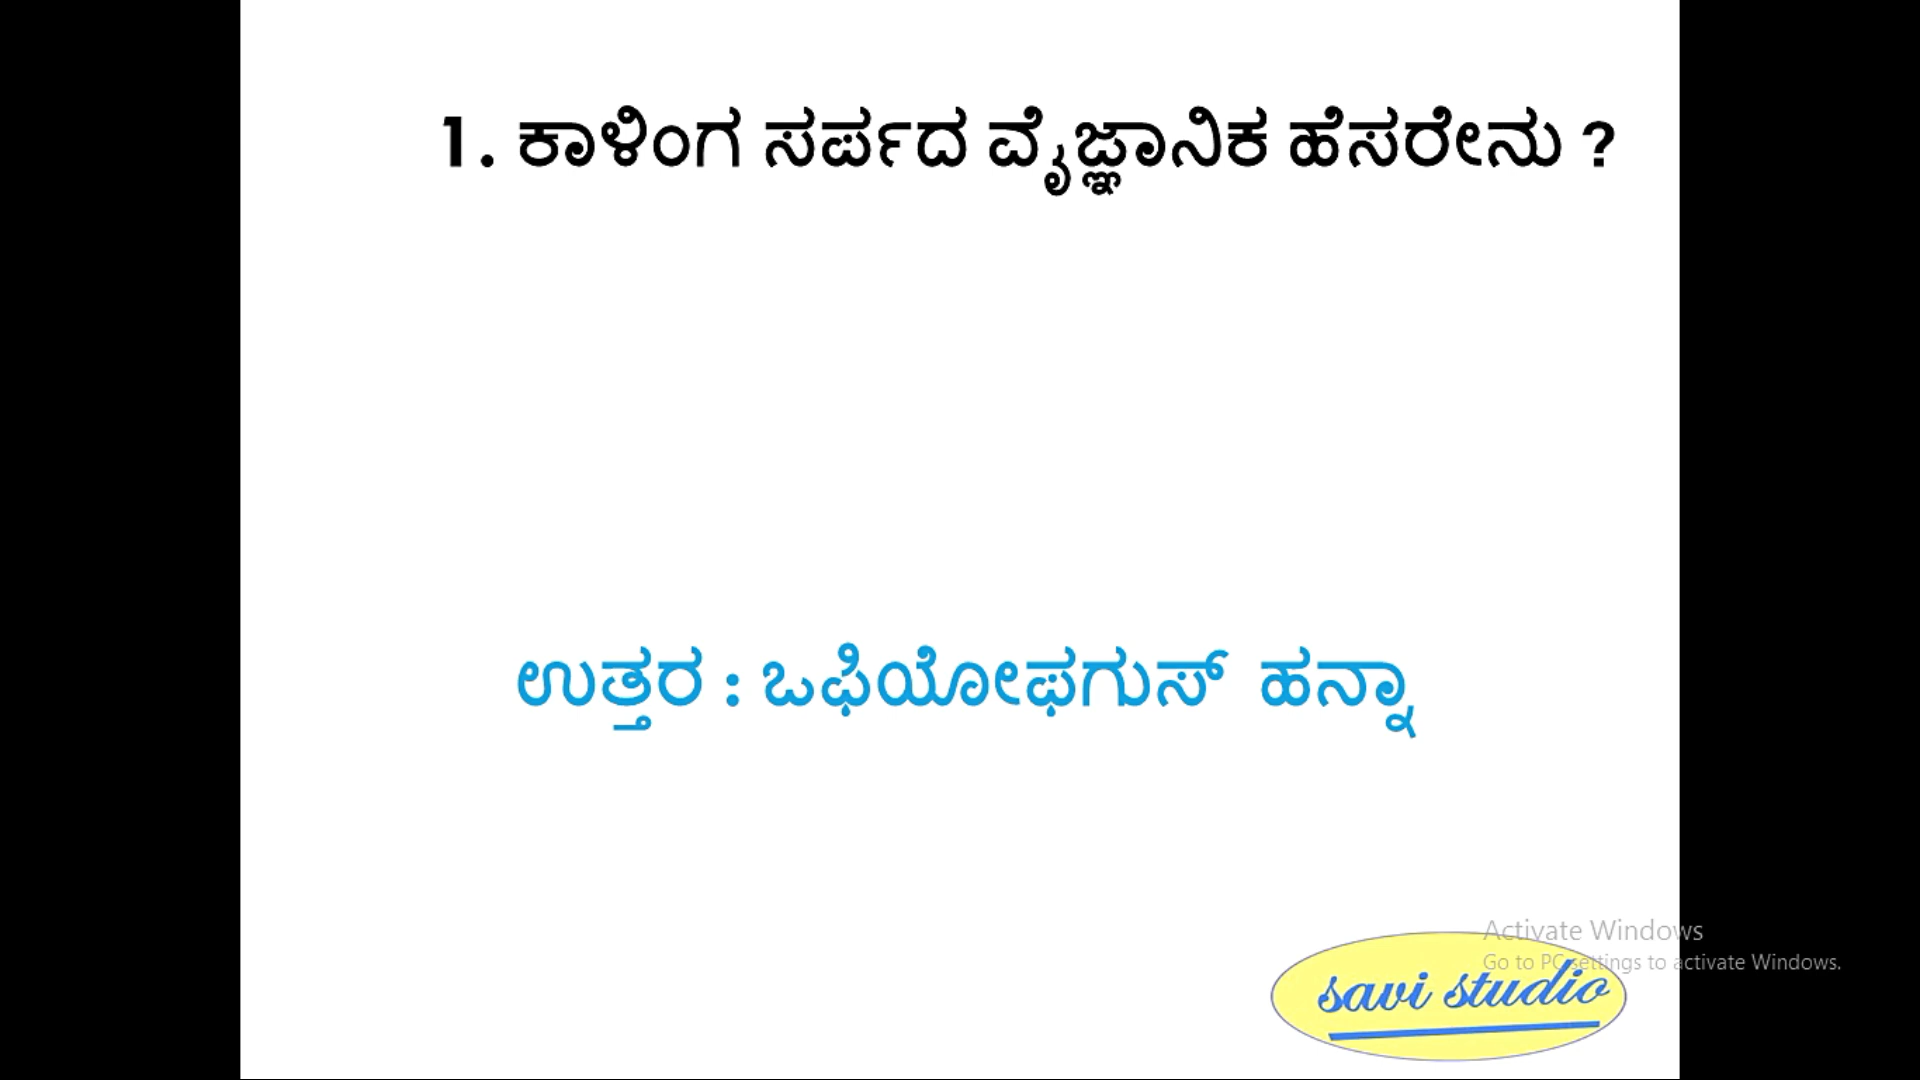 1. ಕಾಳಿಂಗ ಸರ್ಪದ ವೈಜ್ಞಾನಿಕ ಹೆಸರೇನು ?
ಉತ್ತರ : ಒಫಿಯೋಫಗುಸ್ ಹನ್ನಾ
Activate Windows
Go to PC settings to activate Windows.
savi studio